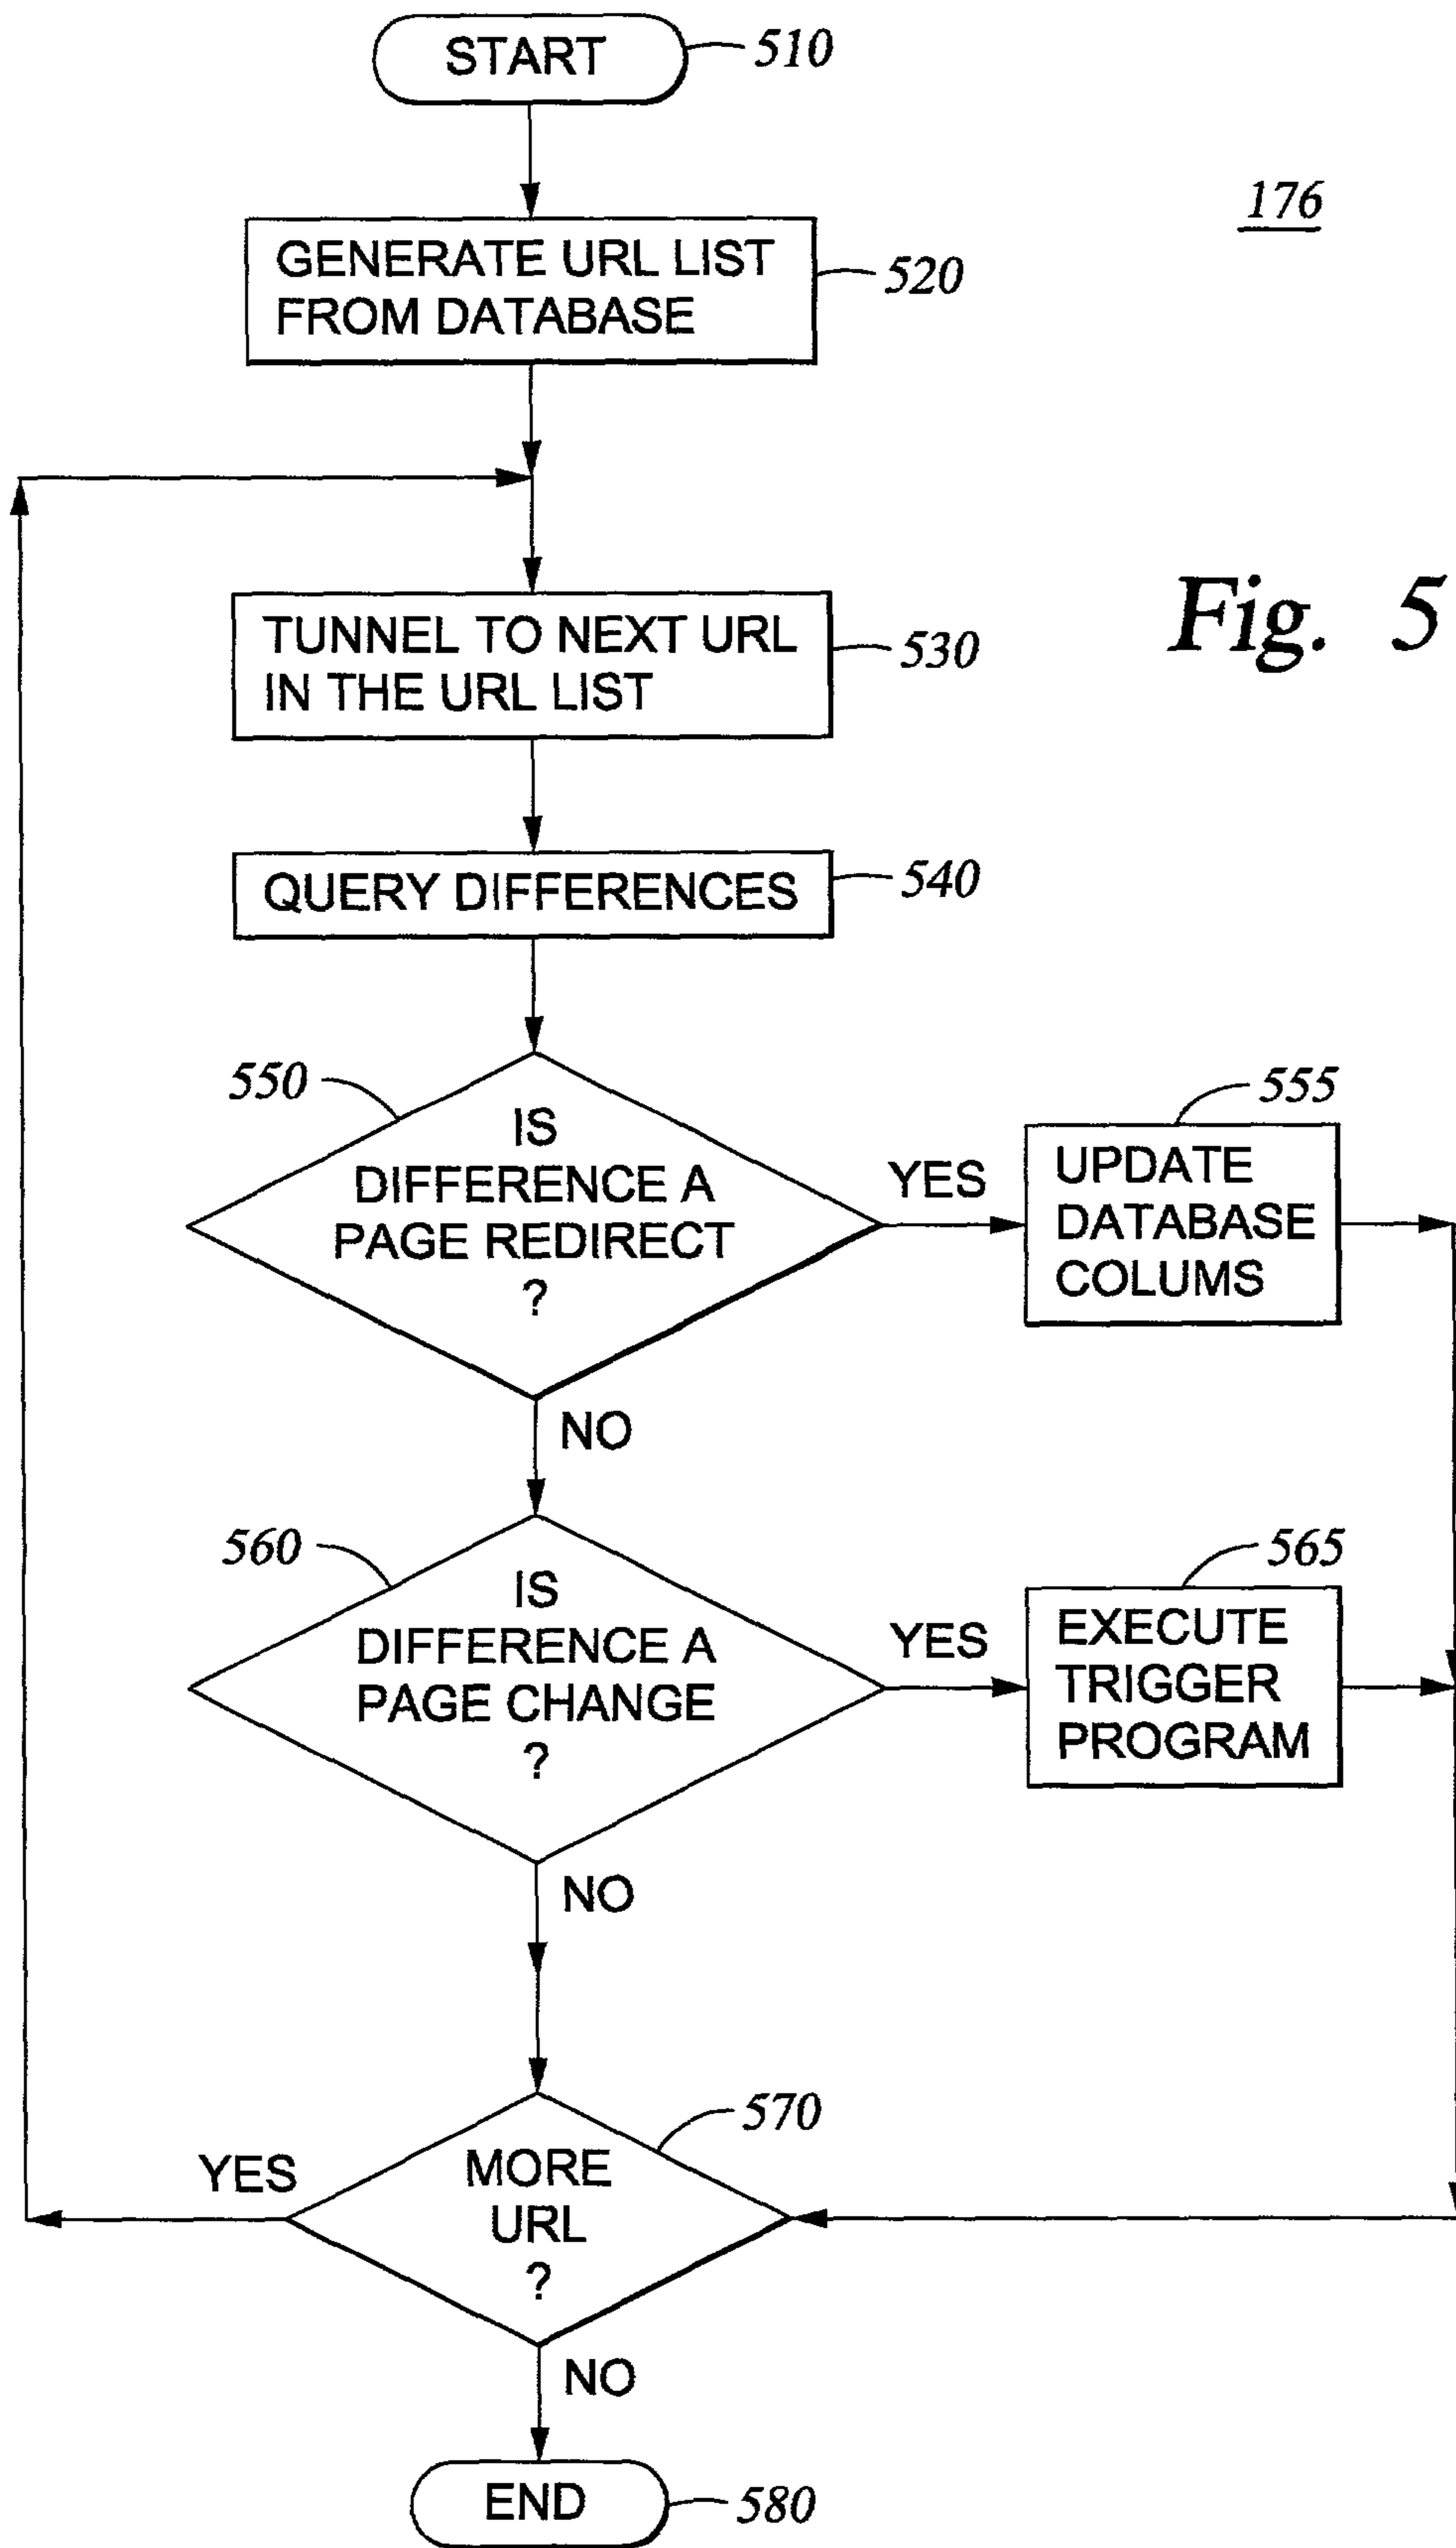 START
510
176
GENERATE URL LIST
FROM DATABASE
520
Fig. 5
TUNNEL TO NEXT URL
IN THE URL LIST
530
QUERY DIFFERENCES
540
550
IS
DIFFERENCE A
PAGE REDIRECT
?
YES
555
UPDATE
DATABASE
COLUMS
NO
560
IS
DIFFERENCE A
PAGE CHANGE
?
YES
565
EXECUTE
TRIGGER
PROGRAM
NO
570
MORE
URL
?
YES
NO
END
580